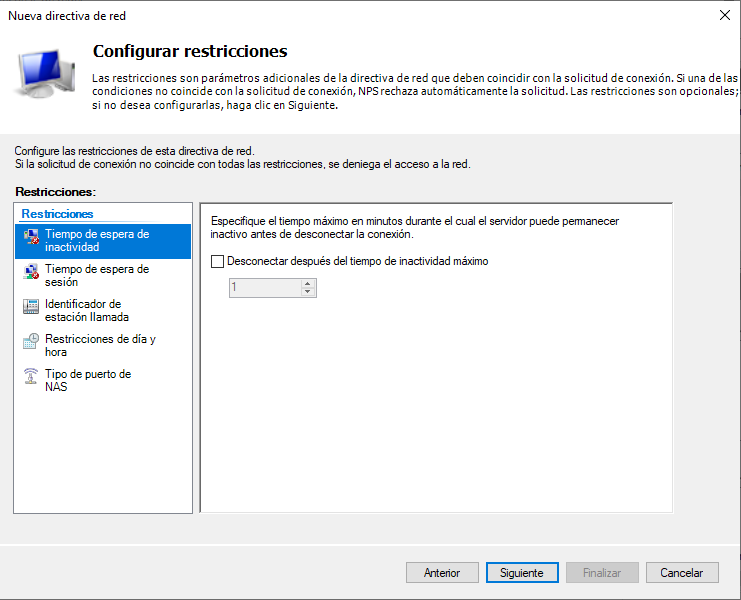 Nueva directiva de red
Configurar restricciones
Las restricciones son parámetros adicionales de la directiva de red que deben coincidir con la solicitud de conexión. Si una de las
condiciones no coincide con la solicitud de conexión, NPS rechaza automáticamente la solicitud. Las restricciones son opcionales;
si no desea configurarlas, haga clic en Siguiente.
Configure las restricciones de esta directiva de red.
Si la solicitud de conexión no coincide con todas las restricciones, se deniega el acceso a la red.
Restricciones:
Restricciones
Tiempo de espera de
inactividad
Tiempo de espera de
sesión
Identificador de
estación llamada
Restricciones de día y
hora
Tipo de puerto de
NAS
Especifique el tiempo máximo en minutos durante el cual el servidor puede permanecer
inactivo antes de desconectar la conexión.
Desconectar después del tiempo de inactividad máximo
1
Anterior
Siguiente
Finalizar
Cancelar